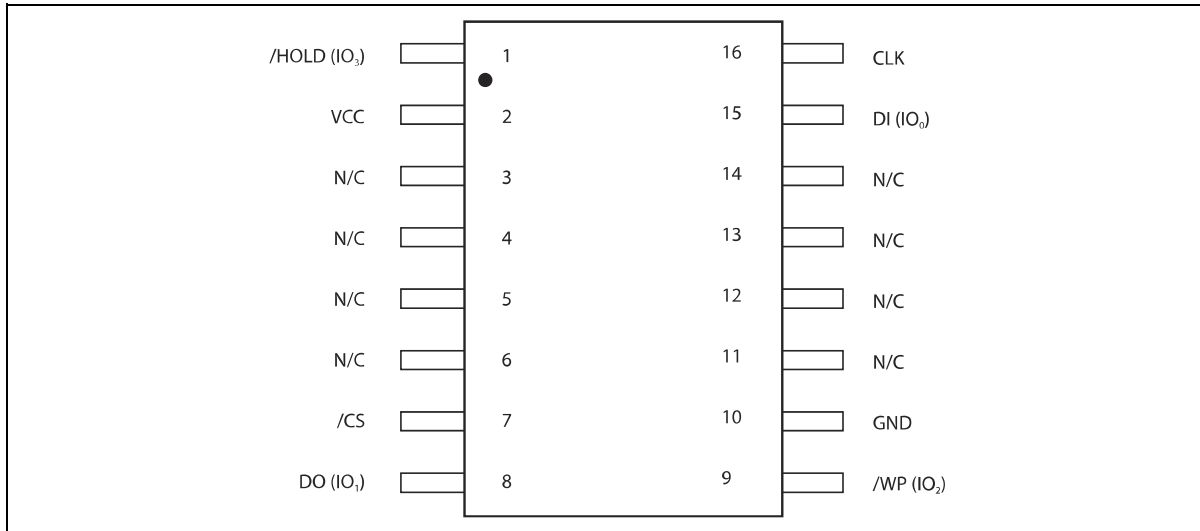 /HOLD (IO₃) 1 16 CLK
VCC 2 15 DI (IO₀)
N/C 3 14 N/C
N/C 4 13 N/C
N/C 5 12 N/C
N/C 6 11 N/C
/CS 7 10 GND
DO (IO₁) 8 9 /WP (IO₂)